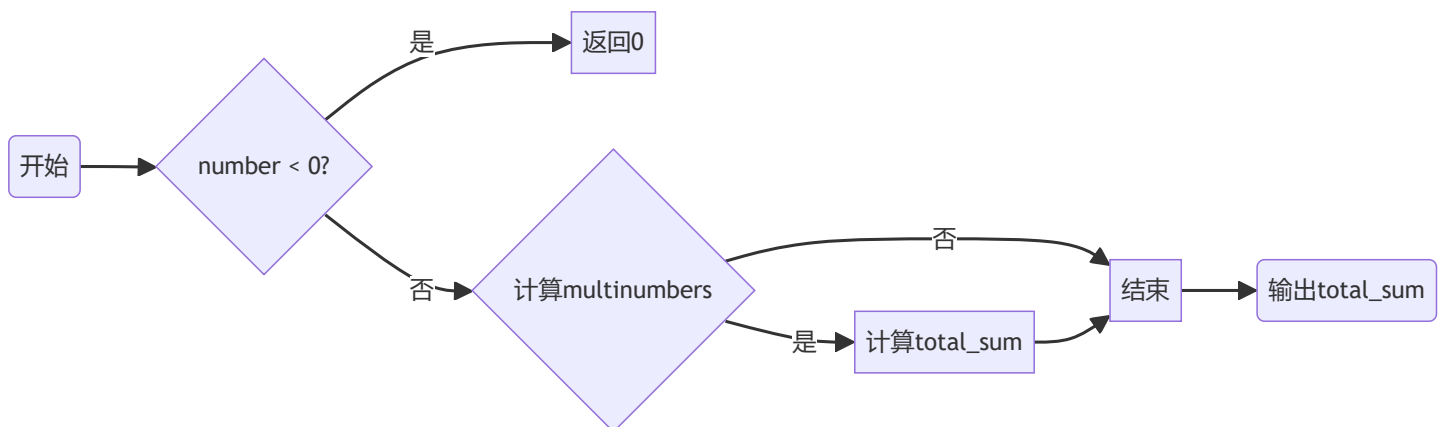 开始
number < 0?
是
返回0
否
计算multinumbers
否
是
计算total_sum
结束
输出total_sum